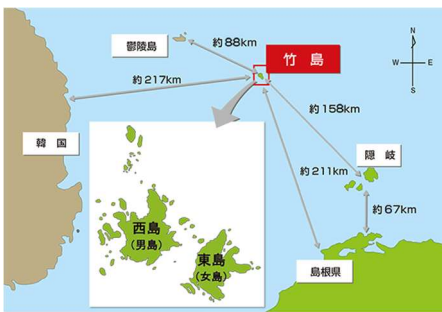 鬱陵島
約88km
竹 島
N
W
E
S
約217km
約158km
韓 国
隠 岐
約211km
西島
(男島)
約67km
東島
(女島)
島根県